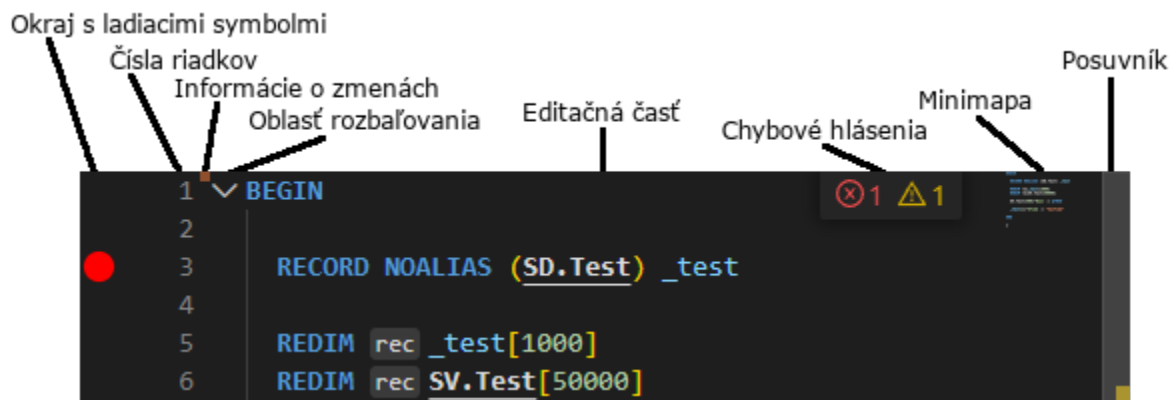 Okraj s ladiacimi symbolmi
Čísla riadkov
Posuvník
Informácie o zmenách
Minimapa
Oblasť rozbaľovania
Editačná časť
Chybové hlásenia
1 BEGIN
1 1
2
3 RECORD NOALIAS (SD.Test) _test
4
5 REDIM rec _test[1000]
6 REDIM rec SV.Test[50000]